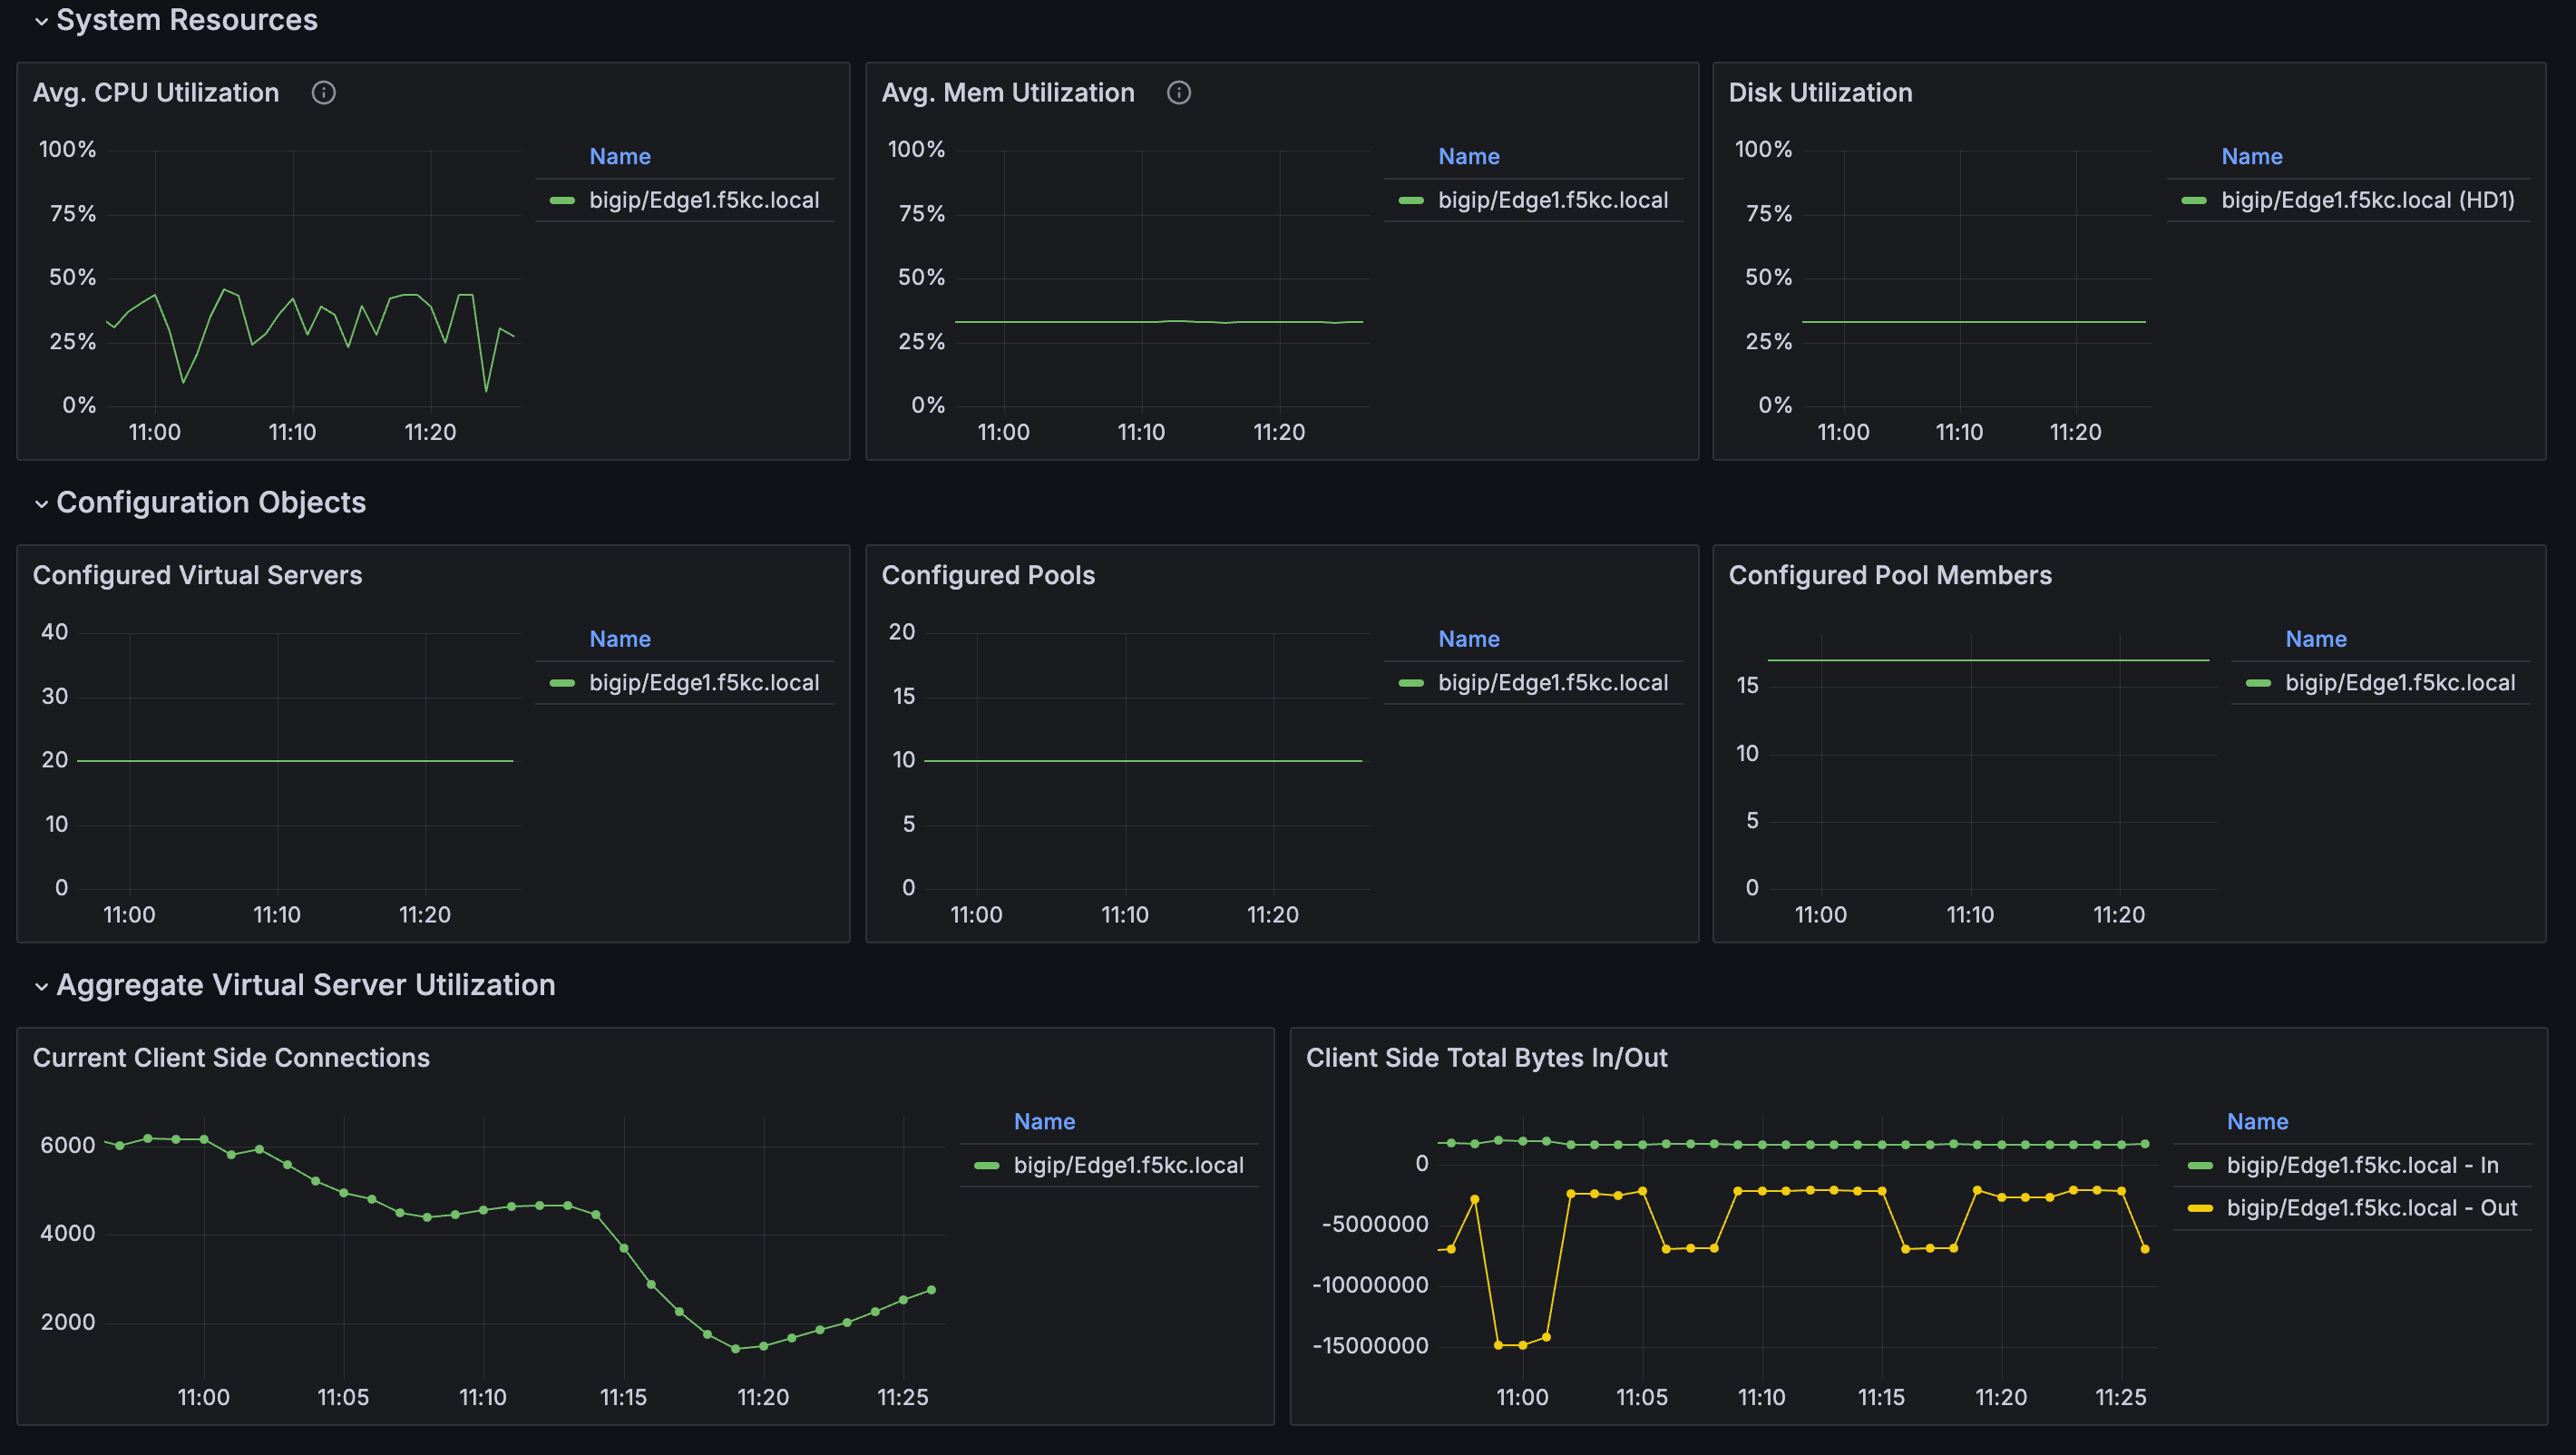 System Resources
Avg. CPU Utilization
100%
75%
50%
25%
0%
11:00 11:10 11:20
Name
bigip/Edge1.f5kc.local
Avg. Mem Utilization
100%
75%
50%
25%
0%
11:00 11:10 11:20
Name
bigip/Edge1.f5kc.local
Disk Utilization
100%
75%
50%
25%
0%
11:00 11:10 11:20
Name
bigip/Edge1.f5kc.local (HD1)
Configuration Objects
Configured Virtual Servers
40
30
20
10
0
11:00 11:10 11:20
Name
bigip/Edge1.f5kc.local
Configured Pools
20
15
10
5
0
11:00 11:10 11:20
Name
bigip/Edge1.f5kc.local
Configured Pool Members
15
10
5
0
11:00 11:10 11:20
Name
bigip/Edge1.f5kc.local
Aggregate Virtual Server Utilization
Current Client Side Connections
6000
4000
2000
11:00 11:05 11:10 11:15 11:20 11:25
Name
bigip/Edge1.f5kc.local
Client Side Total Bytes In/Out
0
-5000000
-10000000
-15000000
11:00 11:05 11:10 11:15 11:20 11:25
Name
bigip/Edge1.f5kc.local - In
bigip/Edge1.f5kc.local - Out